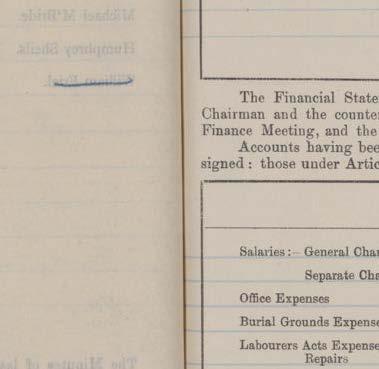 Michael M'Bride.
Humphrey Sheils.
William Friel.
The Minutes of las
The Financial State
Chairman and the counter
Finance Meeting, and the
Accounts having bee
signed : those under Artic
Salaries :— General Char
Separate Cha
Office Expenses
Burial Grounds Expense
Labourers Acts Expense
Repairs